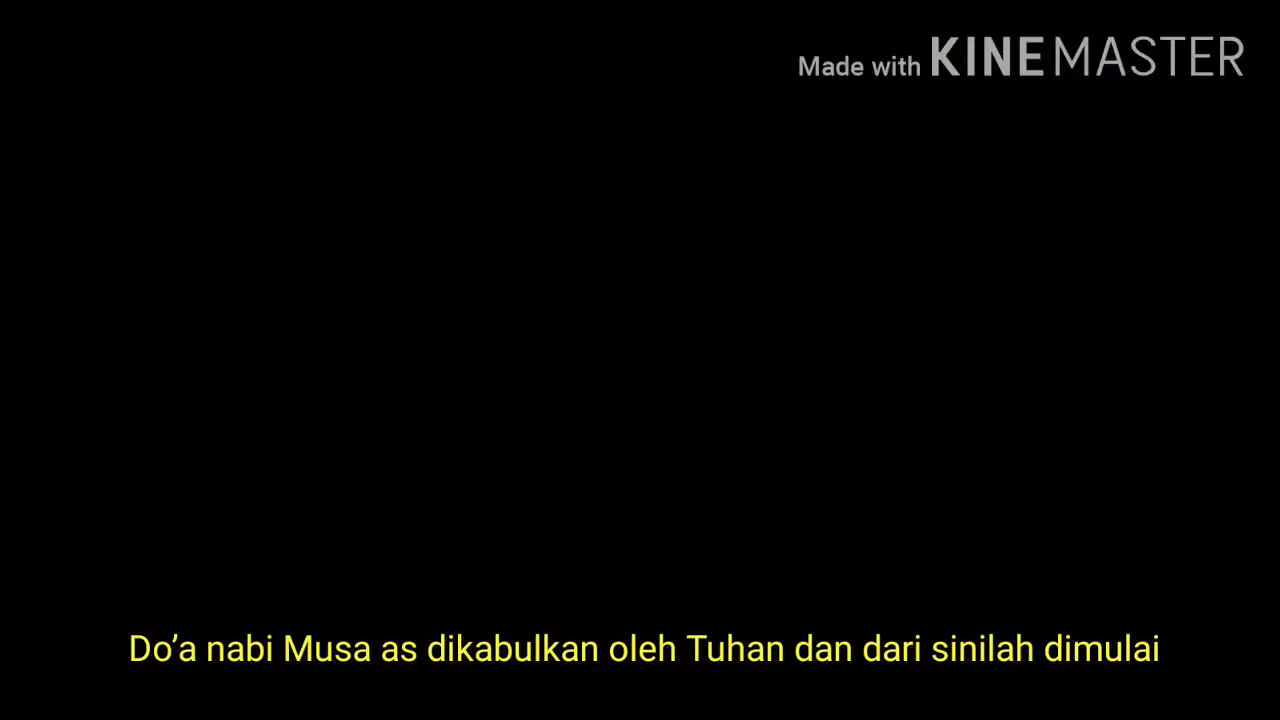 Made with KINEMASTER
Do’a nabi Musa as dikabulkan oleh Tuhan dan dari sinilah dimulai